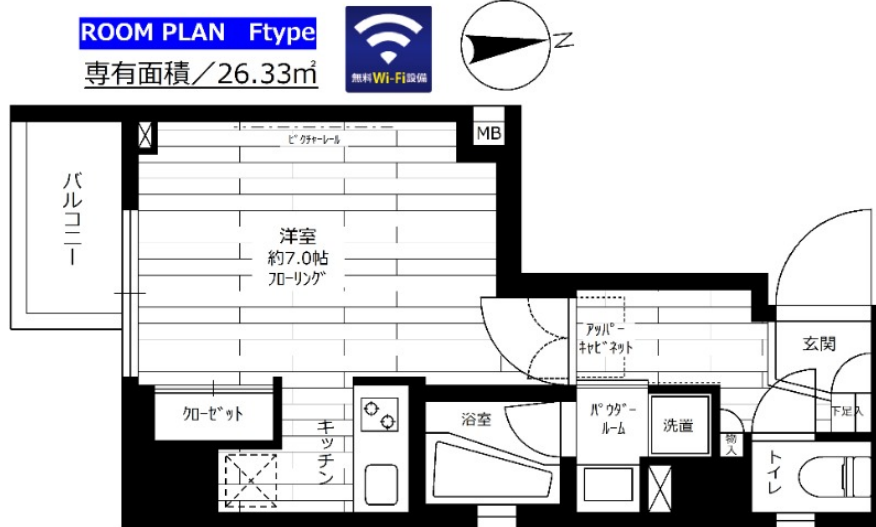 ROOM PLAN Ftype
専有面積／26.33㎡
無料Wi-Fi設備
N
MB
ﾋﾟｸﾁｬｰﾚｰﾙ
バルコニー
洋室
約7.0帖
ﾌﾛｰﾘﾝｸﾞ
ｱｯﾊﾟｰ
ｷｬﾋﾞﾈｯﾄ
玄関
下足入
ｸﾛｰｾﾞｯﾄ
キッチン
浴室
ﾊﾟｳﾀﾞｰ
ﾙｰﾑ
洗置
物入
トイレ